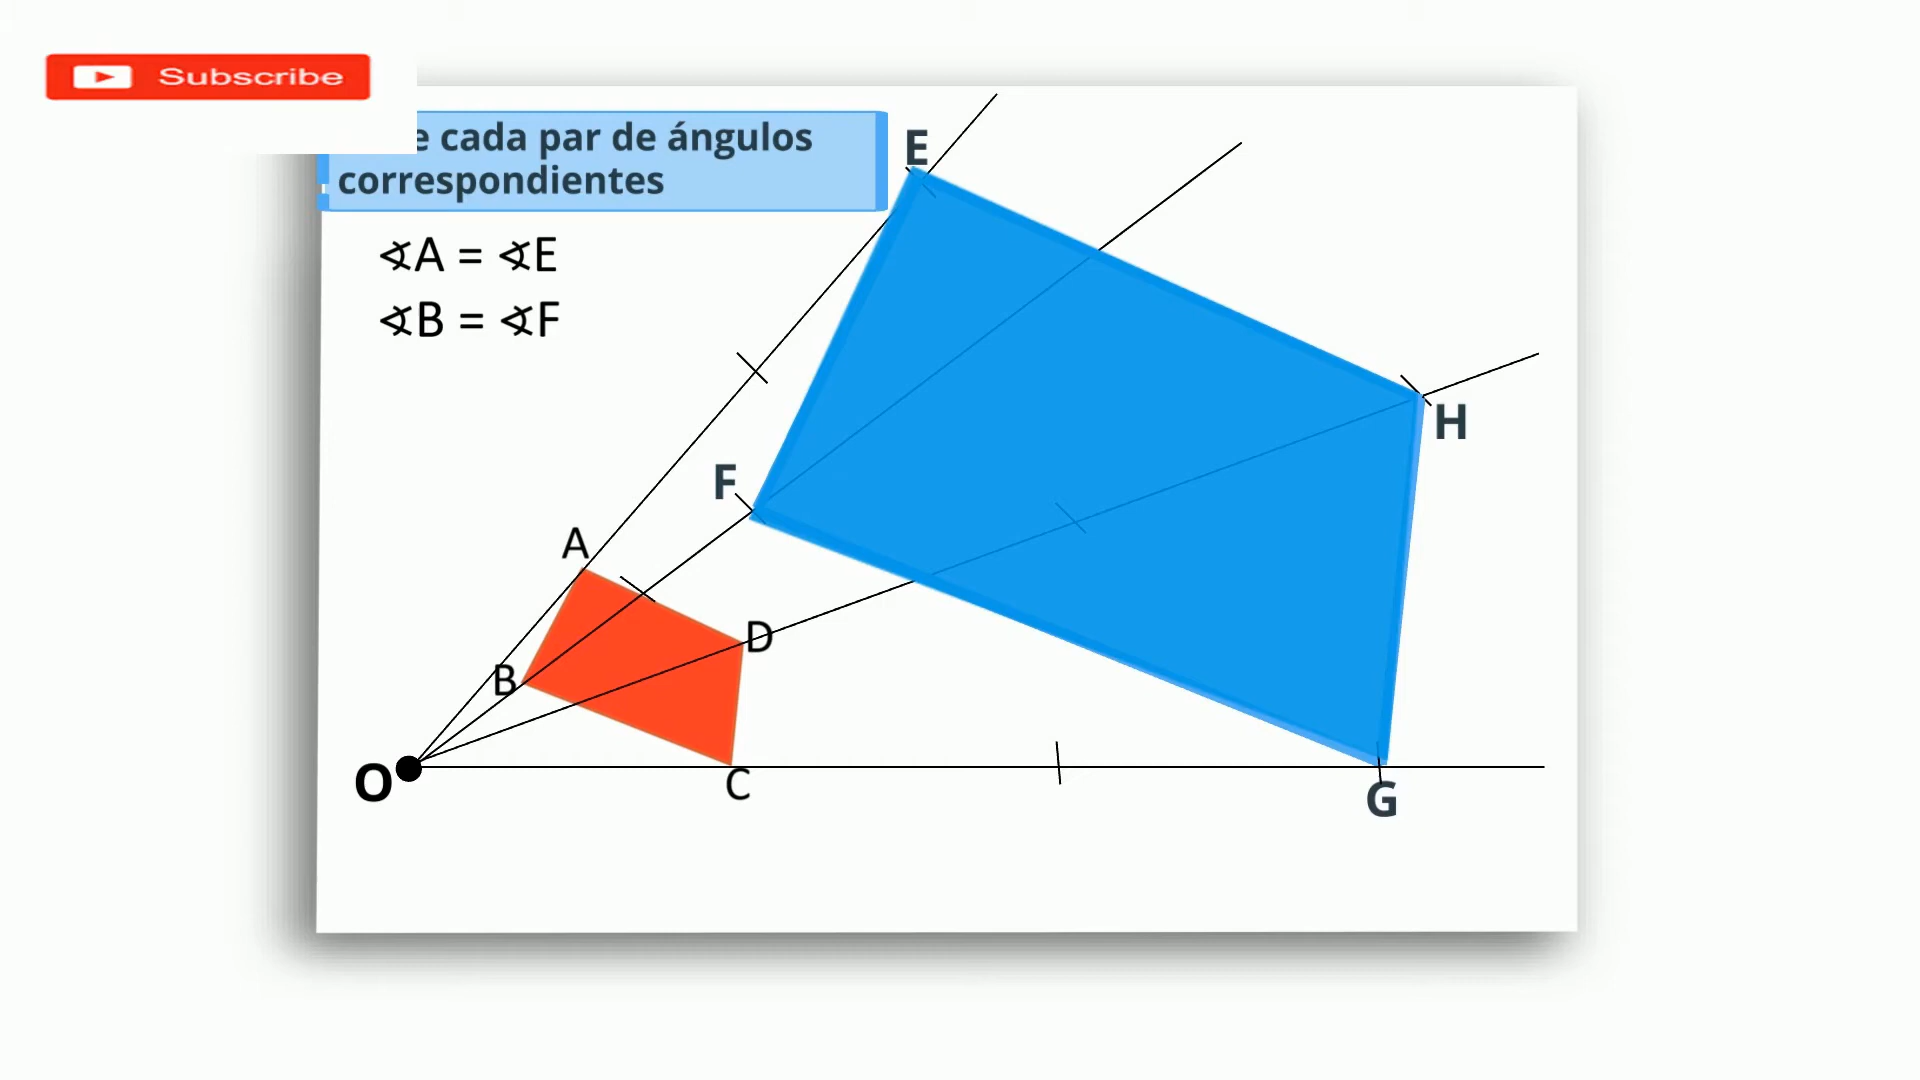 Subscribe
e cada par de ángulos
correspondientes
∢A = ∢E
∢B = ∢F
E
H
F
A
D
B
O
C
G